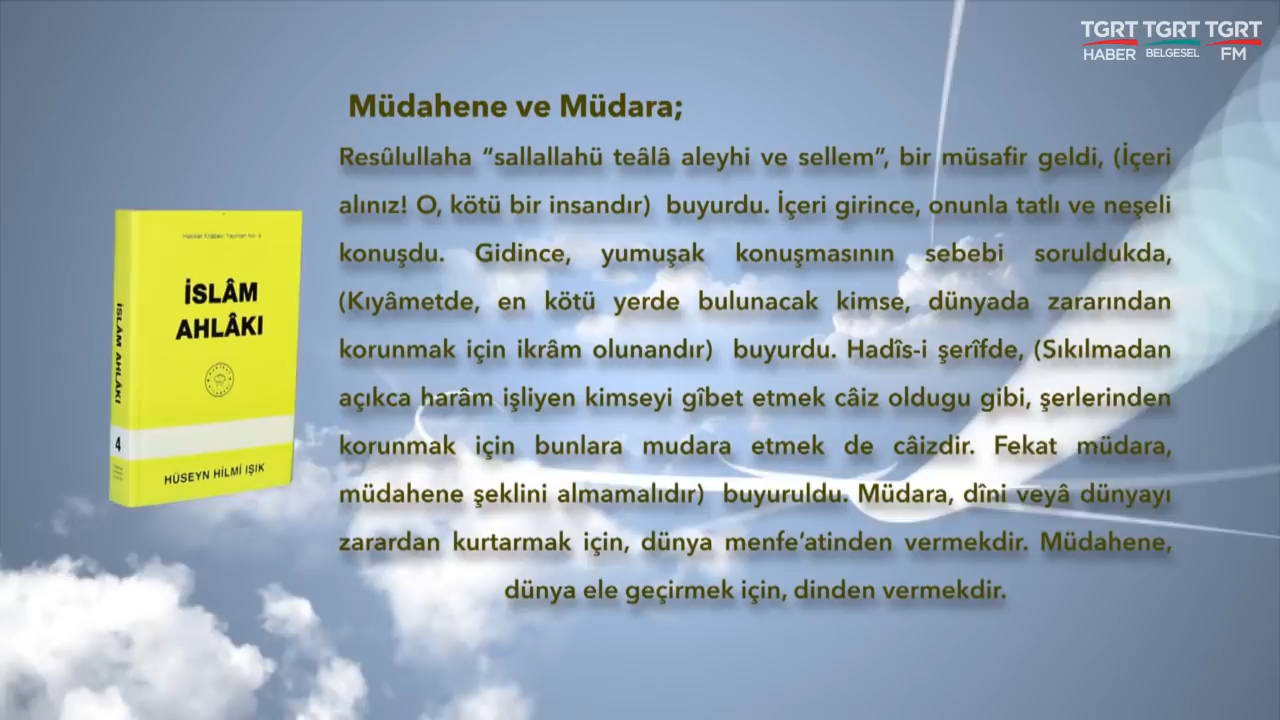 TGRT TGRT TGRT
HABER BELGESEL FM
Müdahene ve Müdara;
Resûlullaha “sallallahü teâlâ aleyhi ve sellem”, bir müsafir geldi, (İçeri
alınız! O, kötü bir insandır) buyurdu. İçeri girince, onunla tatlı ve neşeli
konuşdu. Gidince, yumuşak konuşmasının sebebi soruldukda,
(Kıyâmetde, en kötü yerde bulunacak kimse, dünyada zararından
korunmak için ikrâm olunandır) buyurdu. Hadîs-i şerîfde, (Sıkılmadan
açıkca harâm işliyen kimseyi gîbet etmek câiz oldugu gibi, şerlerinden
korunmak için bunlara mudara etmek de câizdir. Fekat müdara,
müdahene şeklini almamalıdır) buyuruldu. Müdara, dîni veyâ dünyayı
zarardan kurtarmak için, dünya menfe’atinden vermekdir. Müdahene,
dünya ele geçirmek için, dinden vermekdir.
İSLÂM
AHLÂKI
HÜSEYN HİLMİ IŞIK
İSLÂM AHLÂKI
4